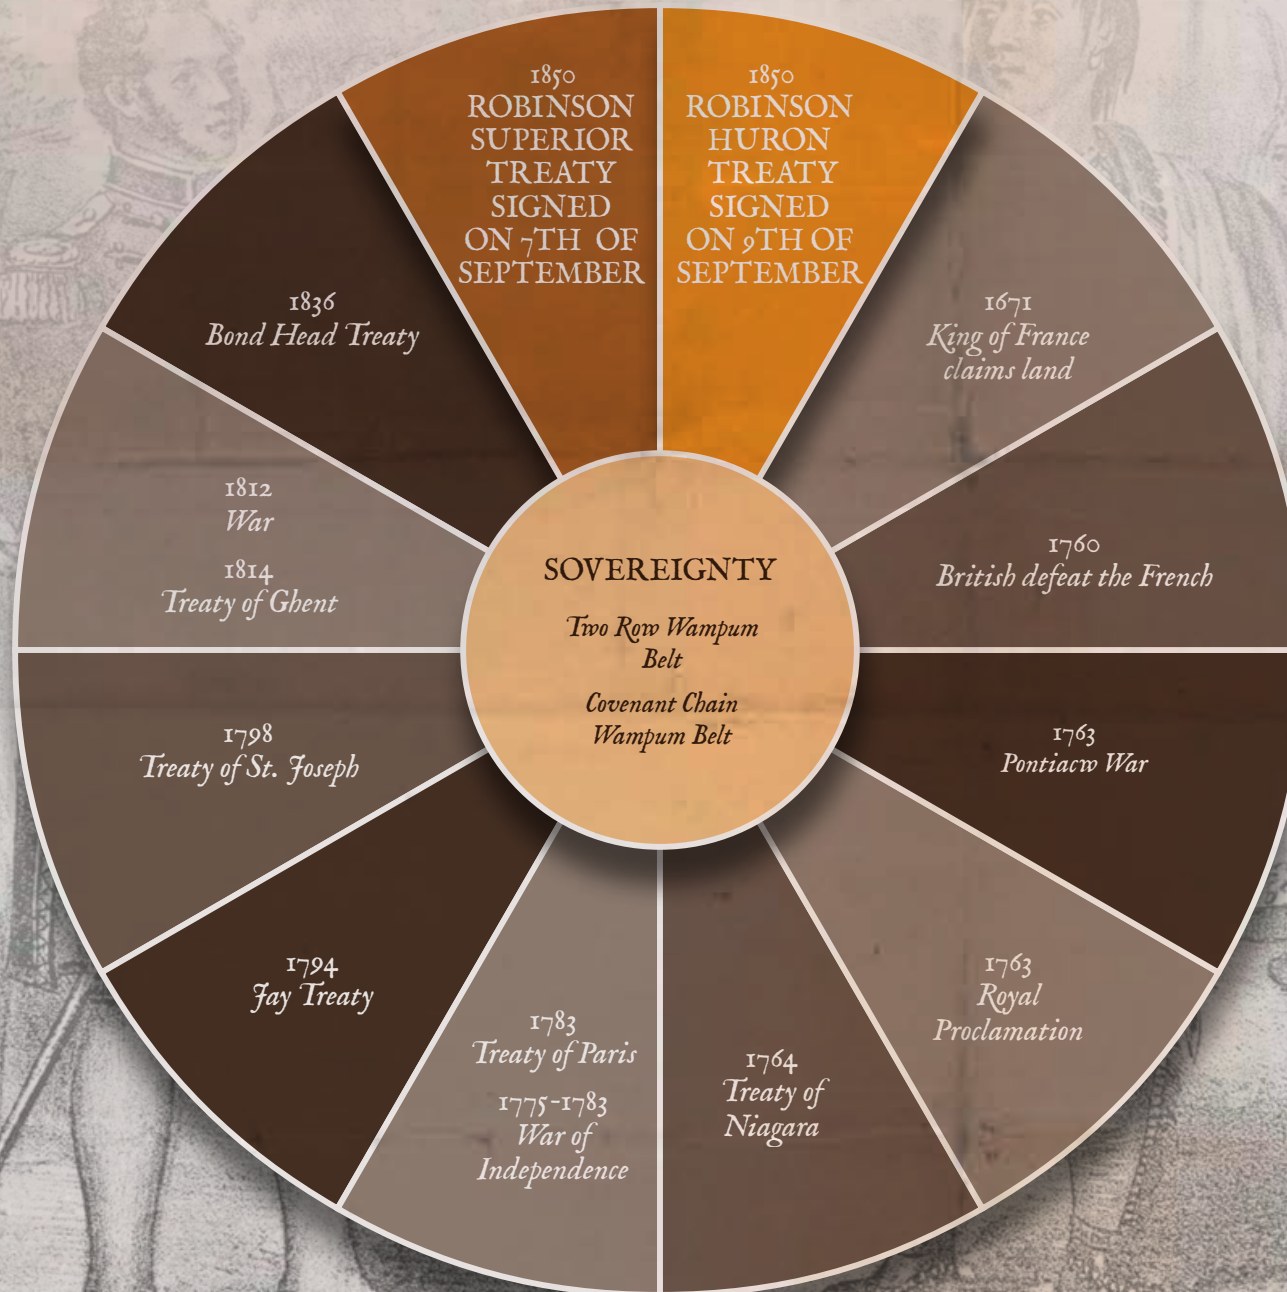 1850
ROBINSON
SUPERIOR
TREATY
SIGNED
ON 7TH OF
SEPTEMBER
1850
ROBINSON
HURON
TREATY
SIGNED
ON 9TH OF
SEPTEMBER
1671
King of France
claims land
1760
British defeat the French
1763
Pontiacw War
1763
Royal
Proclamation
1764
Treaty of
Niagara
1783
Treaty of Paris
1775-1783
War of
Independence
1794
Jay Treaty
1798
Treaty of St. Joseph
1812
War
1814
Treaty of Ghent
1836
Bond Head Treaty
SOVEREIGNTY
Two Row Wampum
Belt
Covenant Chain
Wampum Belt